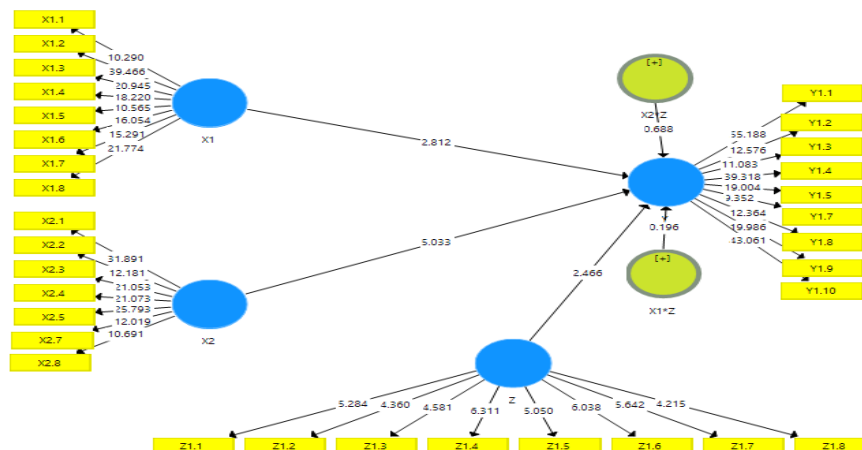 X1.1
X1.2
X1.3
X1.4
X1.5
X1.6
X1.7
X1.8
10.290
39.466
20.945
18.220
10.565
16.054
15.291
21.774
X1
2.812
[+]
X2*Z
0.688
Y
0.196
[+]
X1*Z
55.188
12.576
11.083
39.318
19.004
9.352
12.364
19.986
43.061
Y1.1
Y1.2
Y1.3
Y1.4
Y1.5
Y1.7
Y1.8
Y1.9
Y1.10
X2.1
X2.2
X2.3
X2.4
X2.5
X2.7
X2.8
31.891
12.181
21.053
21.073
25.793
12.019
10.691
X2
5.033
2.466
Z
5.284
4.360
4.581
6.311
5.050
6.038
5.642
4.215
Z1.1
Z1.2
Z1.3
Z1.4
Z1.5
Z1.6
Z1.7
Z1.8